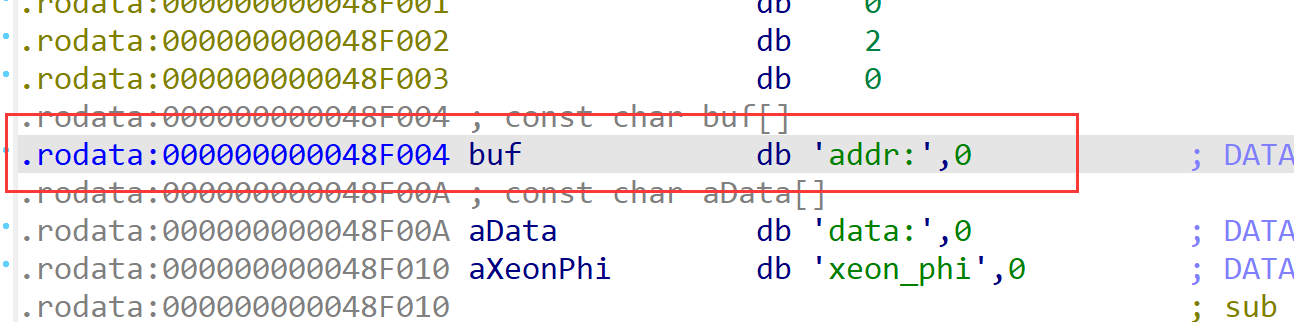 .rodata:000000000048F001 db 0
.rodata:000000000048F002 db 2
.rodata:000000000048F003 db 0
.rodata:000000000048F004 ; const char buf[]
.rodata:000000000048F004 buf db 'addr:',0 ; DATA
.rodata:000000000048F00A ; const char aData[]
.rodata:000000000048F00A aData db 'data:',0 ; DATA
.rodata:000000000048F010 aXeonPhi db 'xeon_phi',0 ; DATA
.rodata:000000000048F010 ; sub